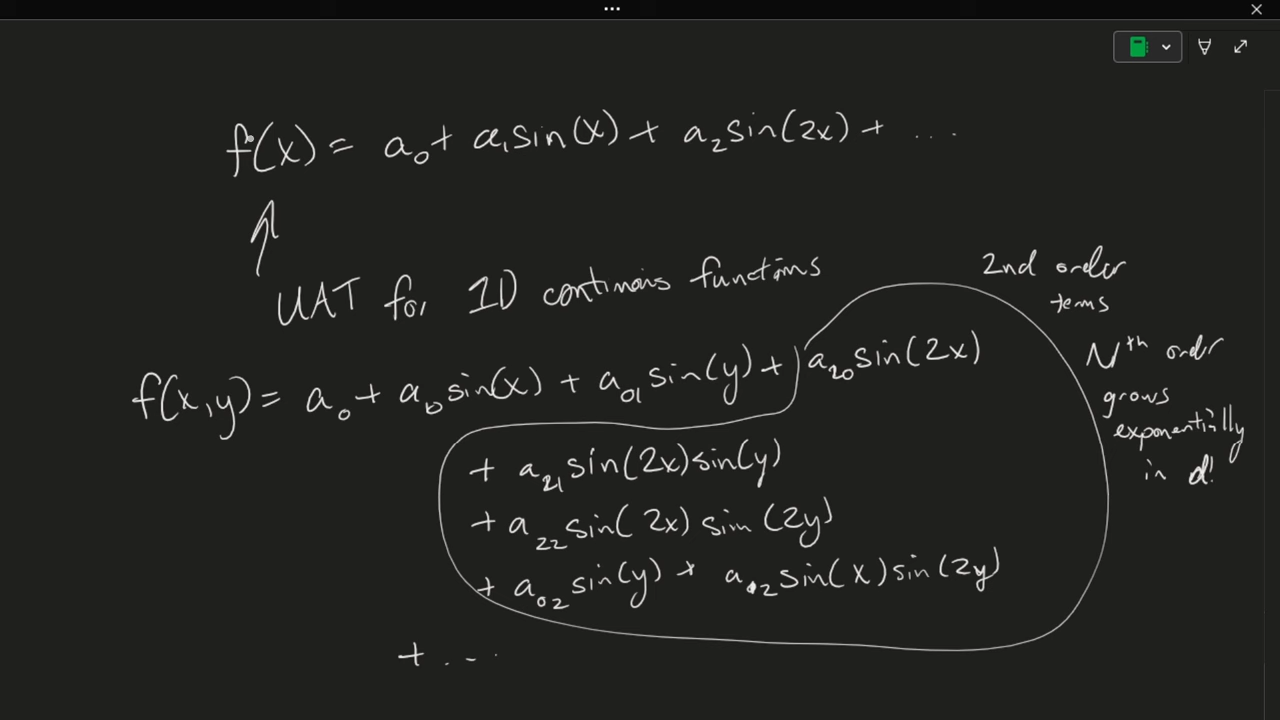 f(x) = a₀ + a₁sin(x) + a₂sin(2x) + ...
UAT for 1D continous functions
f(x,y) = a₀ + a₁₀sin(x) + a₀₁sin(y) + a₂₀sin(2x)
+ a₂₁sin(2x)sin(y)
+ a₂₂sin(2x)sin(2y)
+ a₀₂sin(y) + a₁₂sin(x)sin(2y)
+ ...
2nd order
terms
Nᵗʰ order
grows
exponentially
in d!